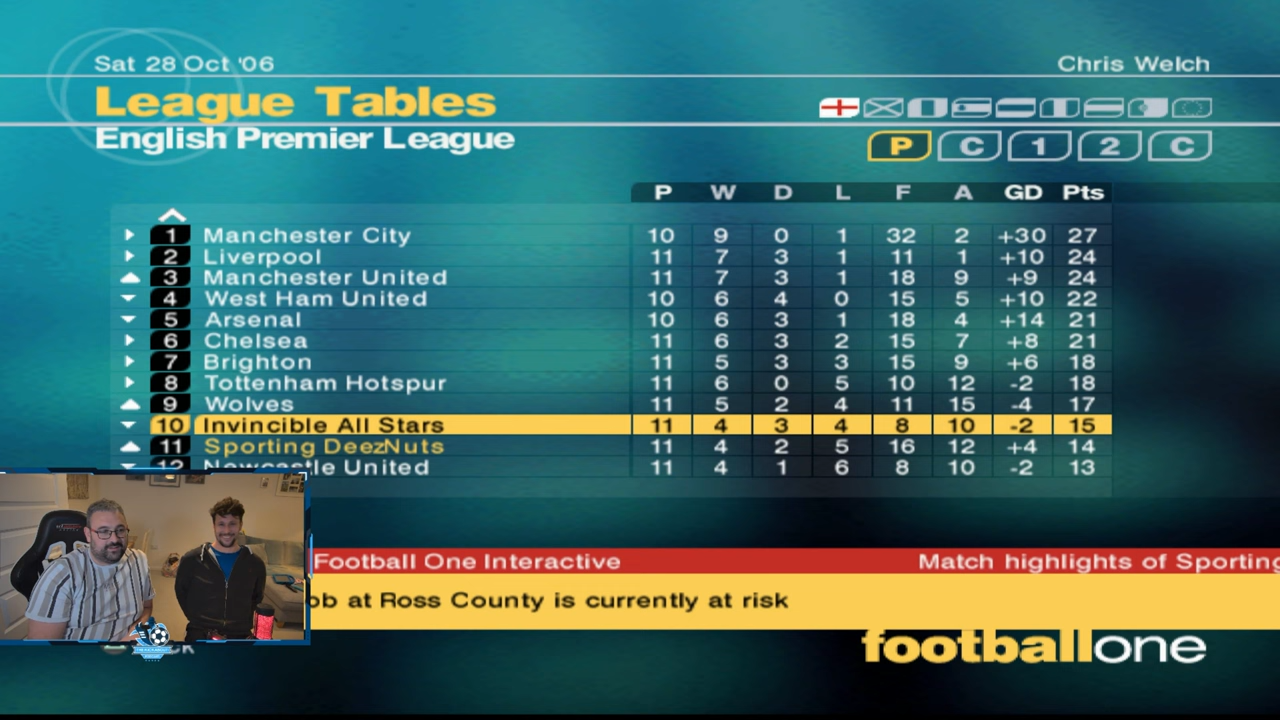 Sat 28 Oct '06
Chris Welch
League Tables
English Premier League
P C 1 2 C
P W D L F A GD Pts
1 Manchester City 10 9 0 1 32 2 +30 27
2 Liverpool 11 7 3 1 11 1 +10 24
3 Manchester United 11 7 3 1 18 9 +9 24
4 West Ham United 10 6 4 0 15 5 +10 22
5 Arsenal 10 6 3 1 18 4 +14 21
6 Chelsea 11 6 3 2 15 7 +8 21
7 Brighton 11 5 3 3 15 9 +6 18
8 Tottenham Hotspur 11 6 0 5 10 12 -2 18
9 Wolves 11 5 2 4 11 15 -4 17
10 Invincible All Stars 11 4 3 4 8 10 -2 15
11 Sporting DeezNuts 11 4 2 5 16 12 +4 14
12 Newcastle United 11 4 1 6 8 10 -2 13
Football One Interactive Match highlights of Sporting
ob at Ross County is currently at risk
footballone